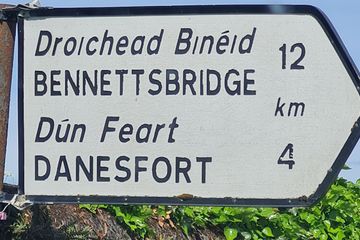 Droichead Binéid
BENNETTSBRIDGE 12
km
Dún Feart
DANESFORT 4